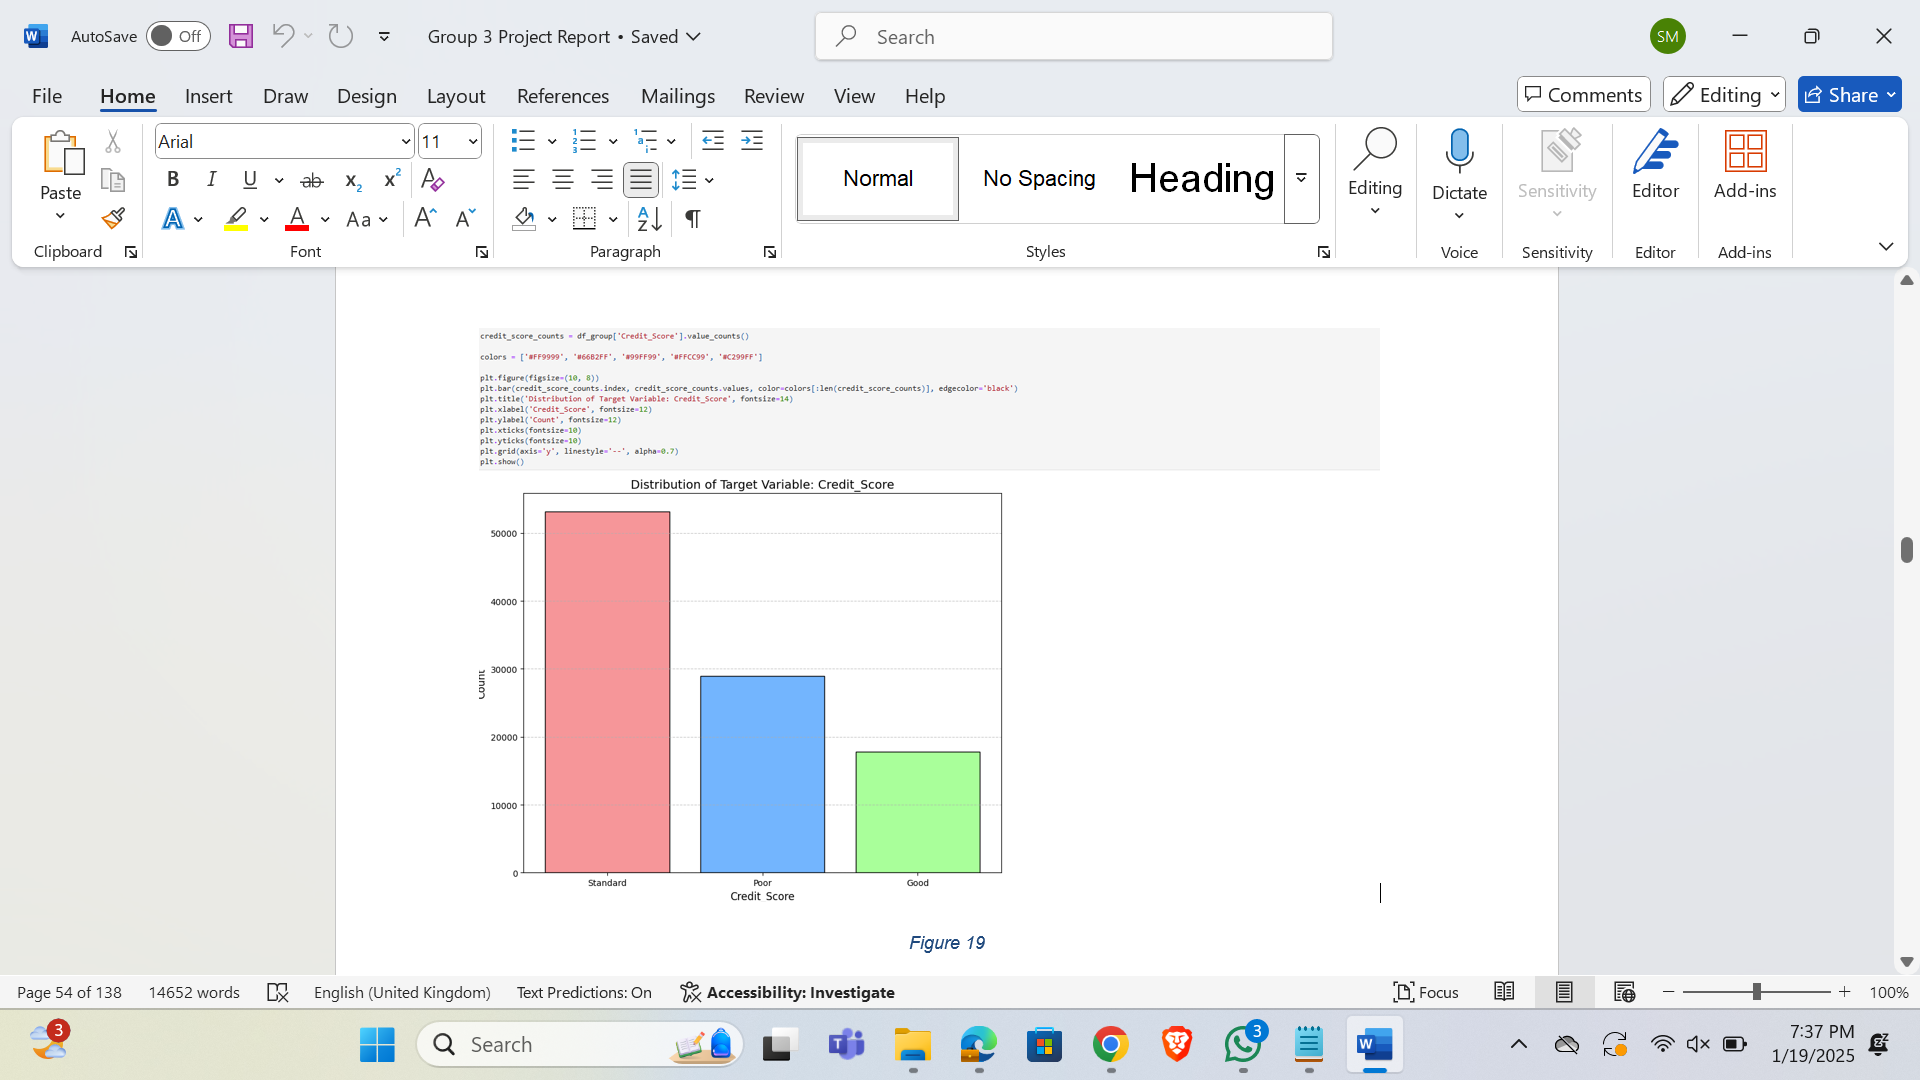 AutoSave Off Group 3 Project Report • Saved Search SM
File Home Insert Draw Design Layout References Mailings Review View Help Comments Editing Share
Paste
Clipboard
Arial 11
B I U ab x2 x2 A
A A Aa A A
Font
Paragraph
Normal No Spacing Heading
Styles
Editing
Dictate
Voice
Sensitivity
Sensitivity
Editor
Editor
Add-ins
Add-ins
credit_score_counts = df_group['Credit_Score'].value_counts()
colors = ['#FF9999', '#66B2FF', '#99FF99', '#FFCC99', '#C299FF']
plt.figure(figsize=(10, 8))
plt.bar(credit_score_counts.index, credit_score_counts.values, color=colors[:len(credit_score_counts)], edgecolor='black')
plt.title('Distribution of Target Variable: Credit_Score', fontsize=14)
plt.xlabel('Credit_Score', fontsize=12)
plt.ylabel('Count', fontsize=12)
plt.xticks(fontsize=10)
plt.yticks(fontsize=10)
plt.grid(axis='y', linestyle='--', alpha=0.7)
plt.show()
Distribution of Target Variable: Credit_Score
50000
40000
30000
Count
20000
10000
0
Standard Poor Good
Credit Score
Figure 19
Page 54 of 138 14652 words English (United Kingdom) Text Predictions: On Accessibility: Investigate Focus 100%
3 Search 3 7:37 PM
1/19/2025